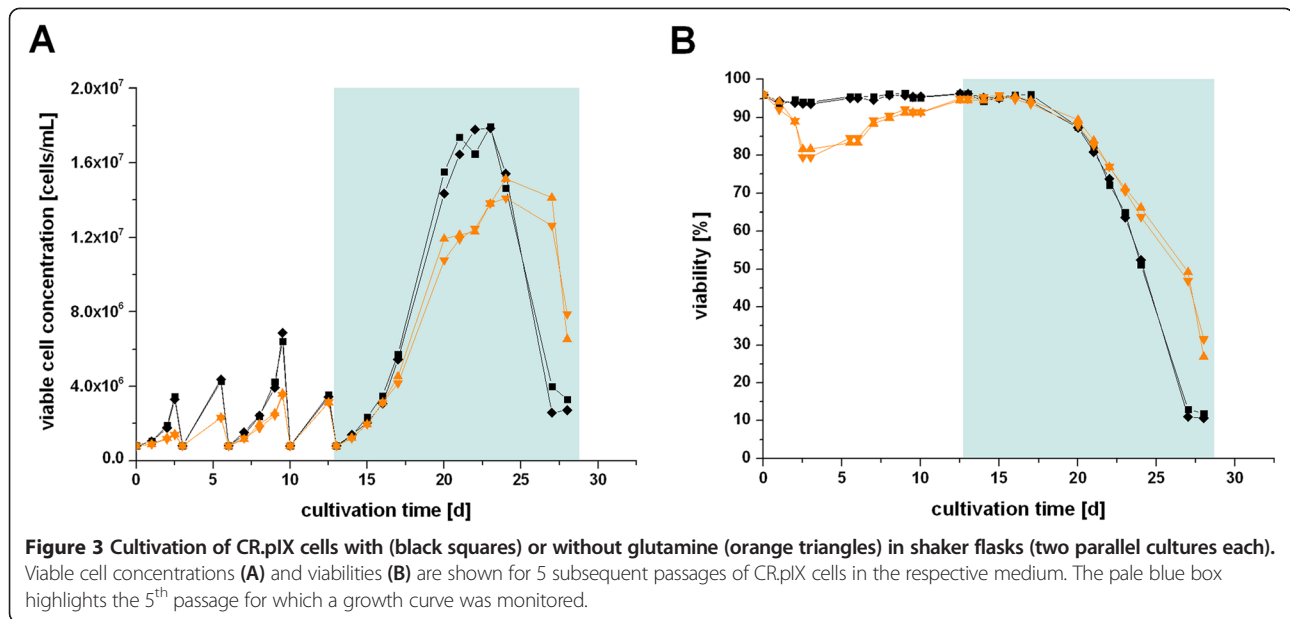 A
B
viable cell concentration [cells/mL]
2.0x10⁷
1.6x10⁷
1.2x10⁷
8.0x10⁶
4.0x10⁶
0.0
0 5 10 15 20 25 30
cultivation time [d]
viability [%]
100
90
80
70
60
50
40
30
20
10
0
0 5 10 15 20 25 30
cultivation time [d]
Figure 3 Cultivation of CR.pIX cells with (black squares) or without glutamine (orange triangles) in shaker flasks (two parallel cultures each).
Viable cell concentrations (A) and viabilities (B) are shown for 5 subsequent passages of CR.pIX cells in the respective medium. The pale blue box
highlights the 5th passage for which a growth curve was monitored.